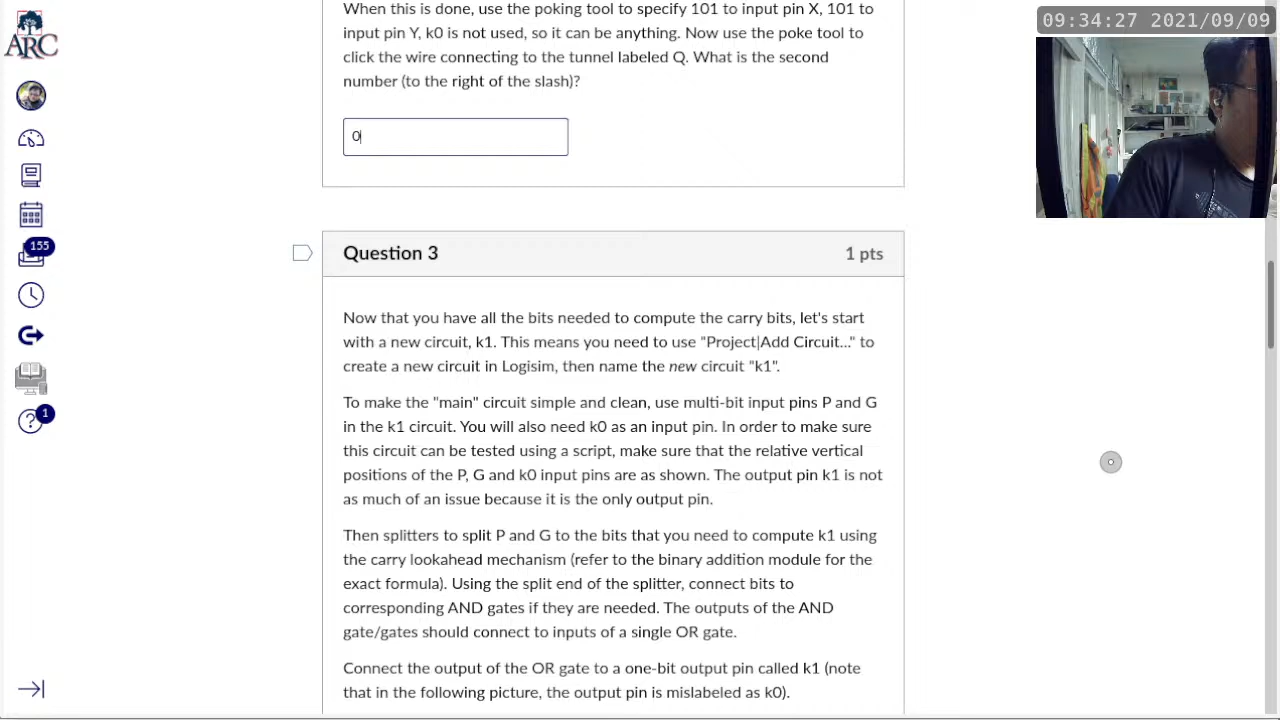 09:34:27 2021/09/09
ARC
When this is done, use the poking tool to specify 101 to input pin X, 101 to
input pin Y, k0 is not used, so it can be anything. Now use the poke tool to
click the wire connecting to the tunnel labeled Q. What is the second
number (to the right of the slash)?
0
155
1
Question 3
1 pts
Now that you have all the bits needed to compute the carry bits, let's start
with a new circuit, k1. This means you need to use "Project|Add Circuit..." to
create a new circuit in Logisim, then name the new circuit "k1".
To make the "main" circuit simple and clean, use multi-bit input pins P and G
in the k1 circuit. You will also need k0 as an input pin. In order to make sure
this circuit can be tested using a script, make sure that the relative vertical
positions of the P, G and k0 input pins are as shown. The output pin k1 is not
as much of an issue because it is the only output pin.
Then splitters to split P and G to the bits that you need to compute k1 using
the carry lookahead mechanism (refer to the binary addition module for the
exact formula). Using the split end of the splitter, connect bits to
corresponding AND gates if they are needed. The outputs of the AND
gate/gates should connect to inputs of a single OR gate.
Connect the output of the OR gate to a one-bit output pin called k1 (note
that in the following picture, the output pin is mislabeled as k0).